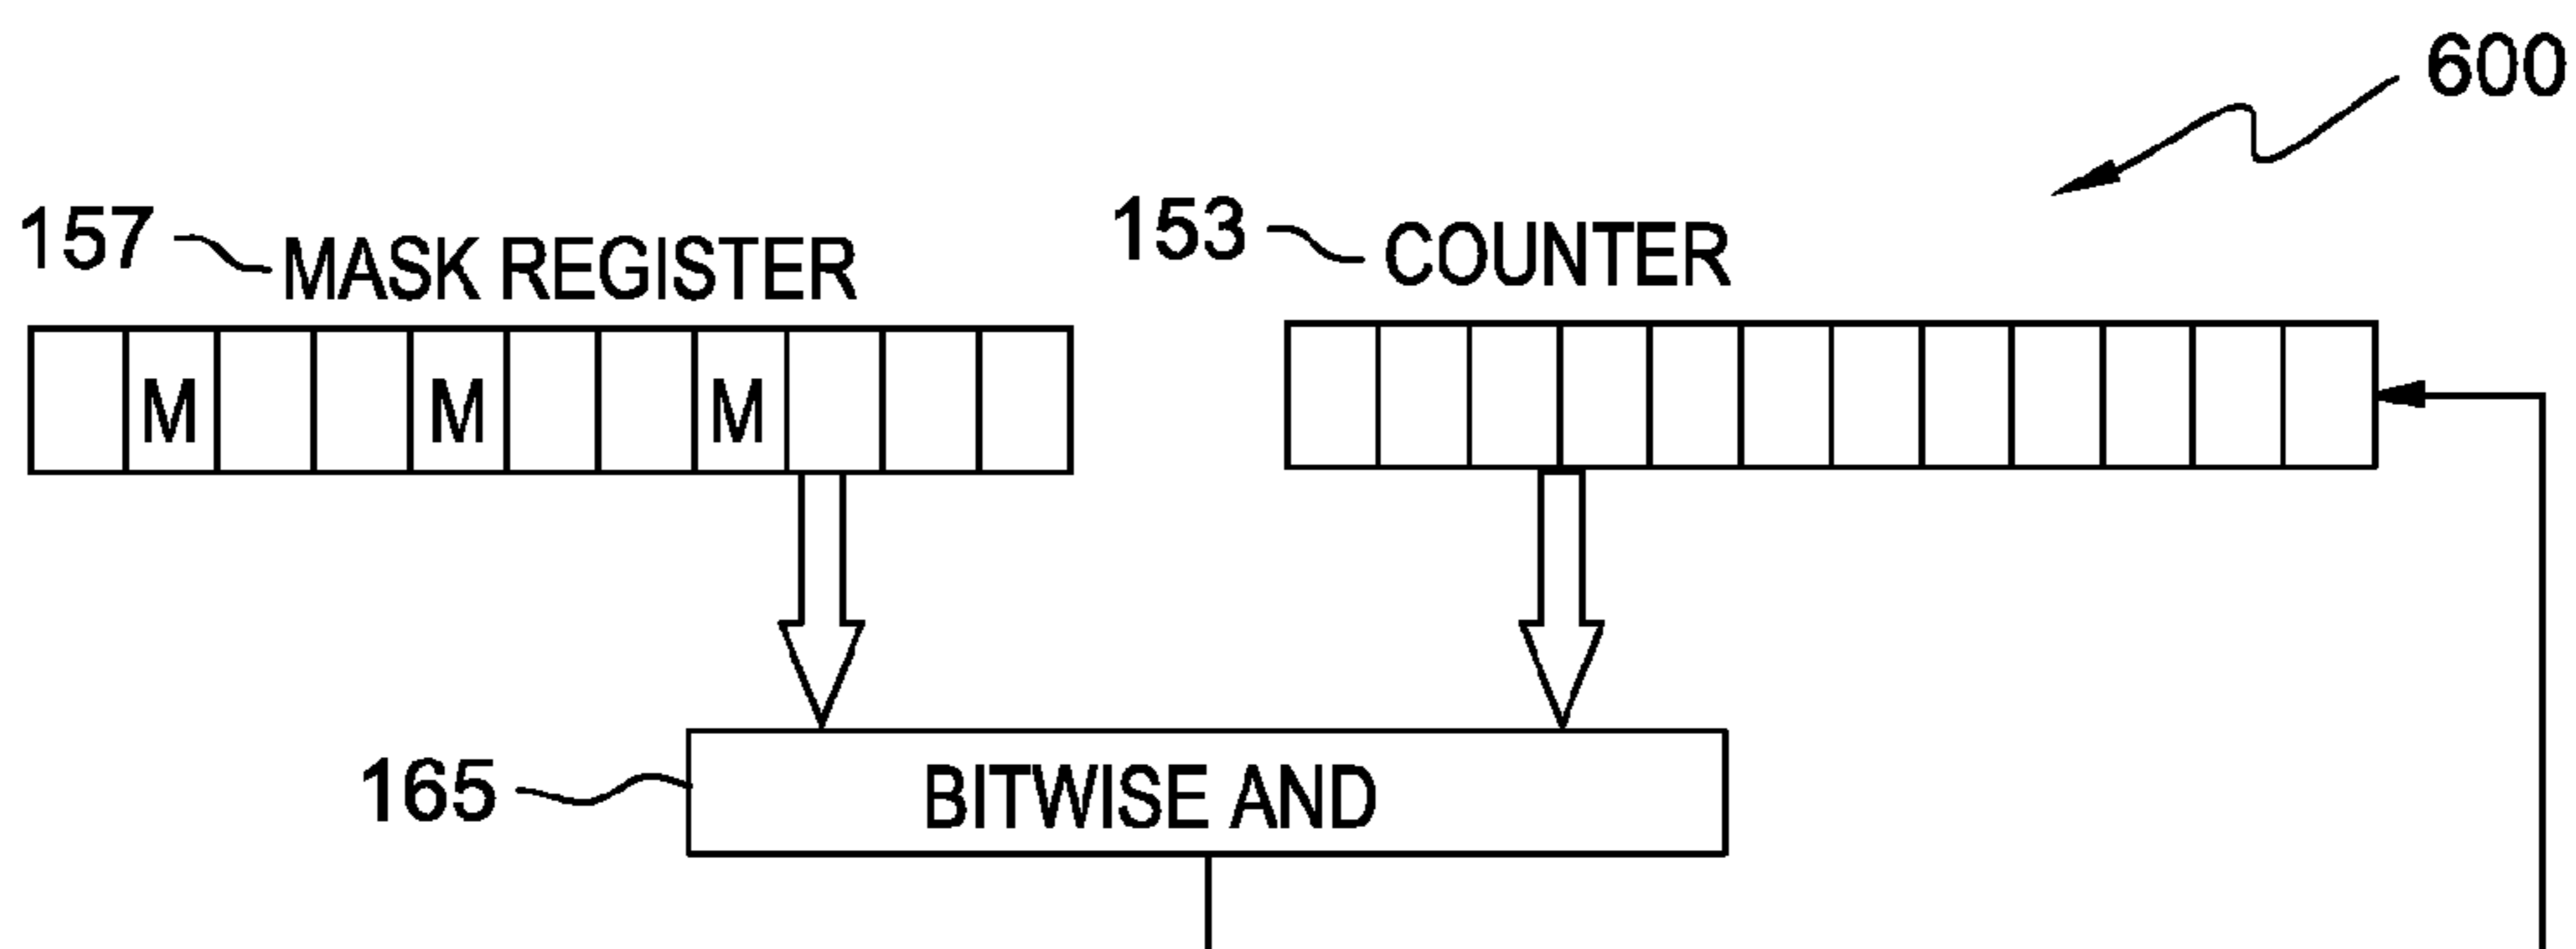 600
157 MASK REGISTER
153 COUNTER
M M M
165 BITWISE AND